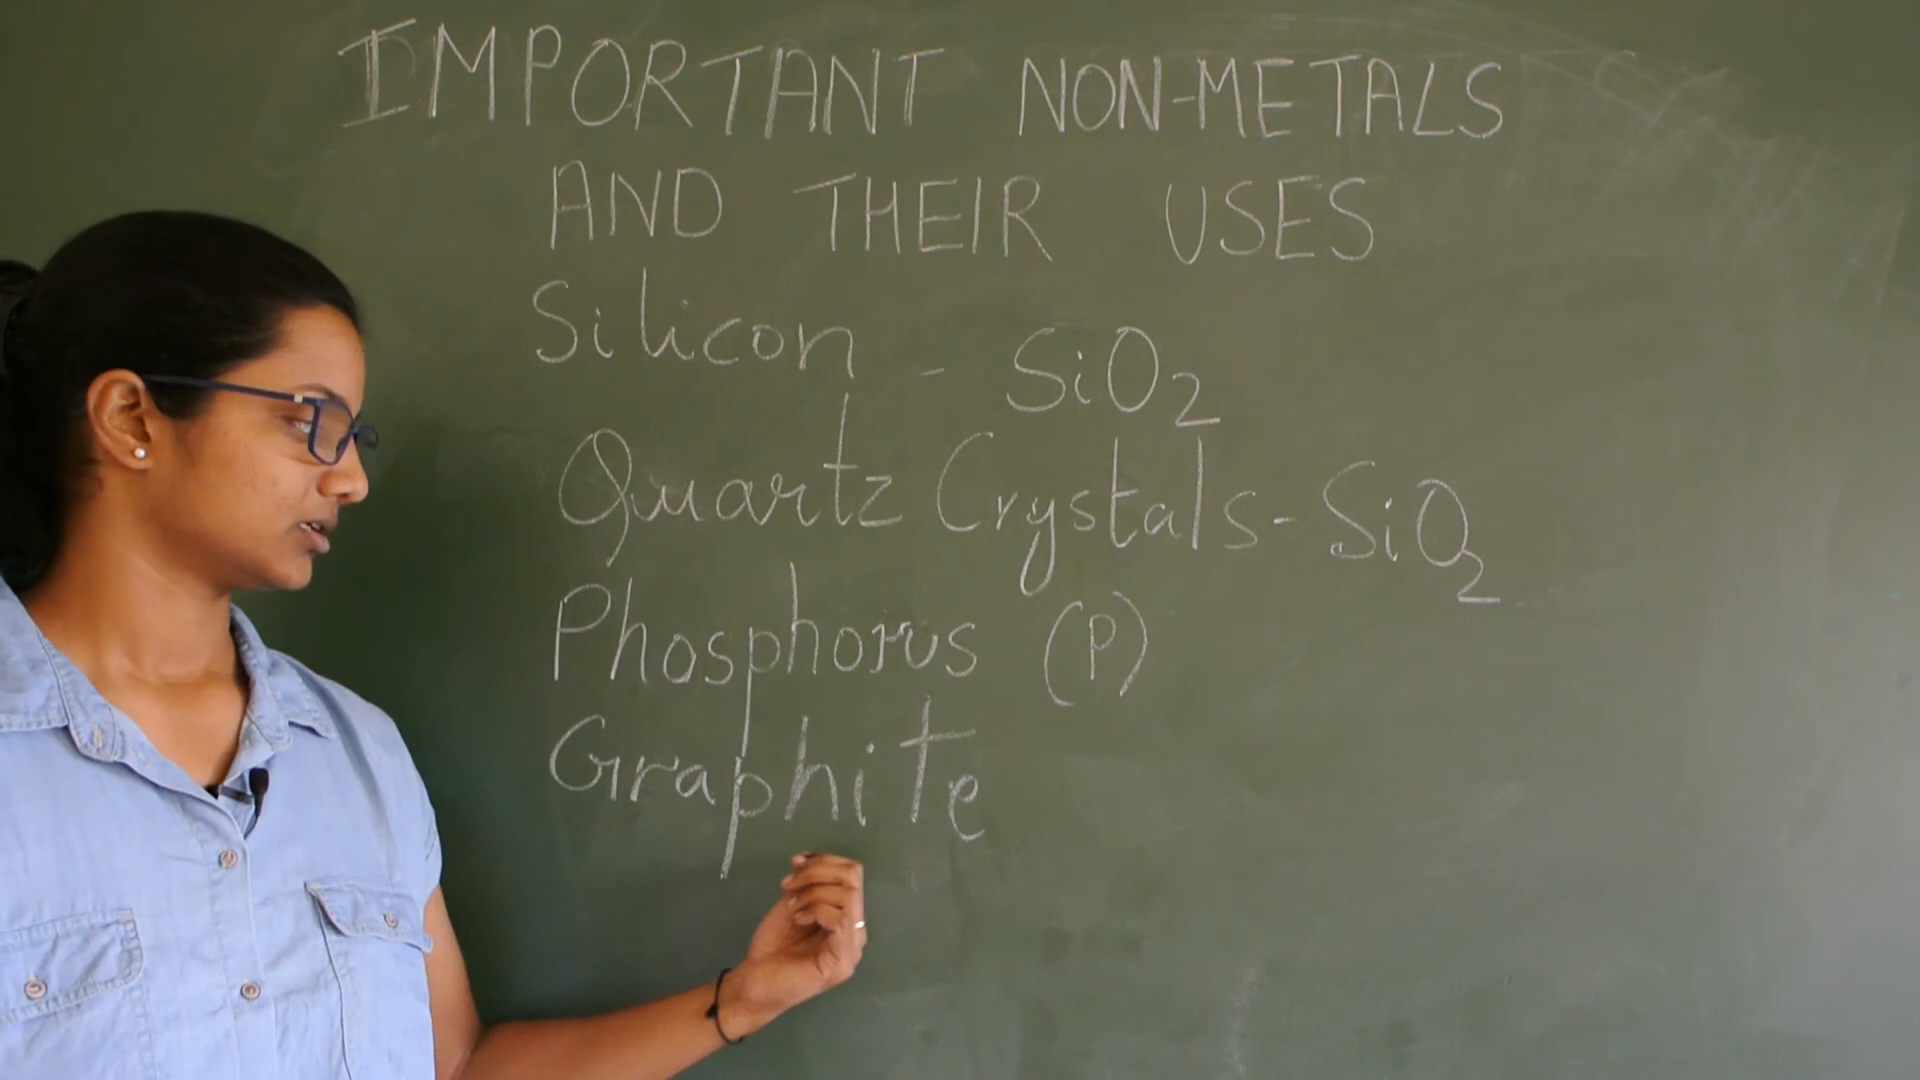 IMPORTANT NON-METALS
AND THEIR USES
Silicon - SiO₂
Quartz Crystals - SiO₂
Phosphorus (P)
Graphite